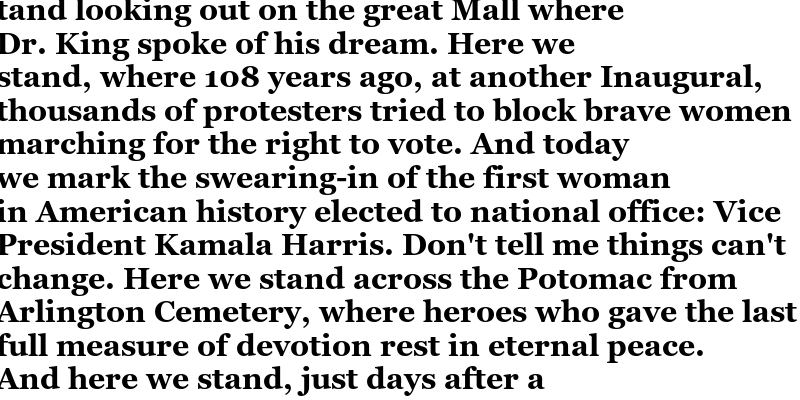 tand looking out on the great Mall where
Dr. King spoke of his dream. Here we
stand, where 108 years ago, at another Inaugural,
thousands of protesters tried to block brave women
marching for the right to vote. And today
we mark the swearing-in of the first woman
in American history elected to national office: Vice
President Kamala Harris. Don't tell me things can't
change. Here we stand across the Potomac from
Arlington Cemetery, where heroes who gave the last
full measure of devotion rest in eternal peace.
And here we stand, just days after a